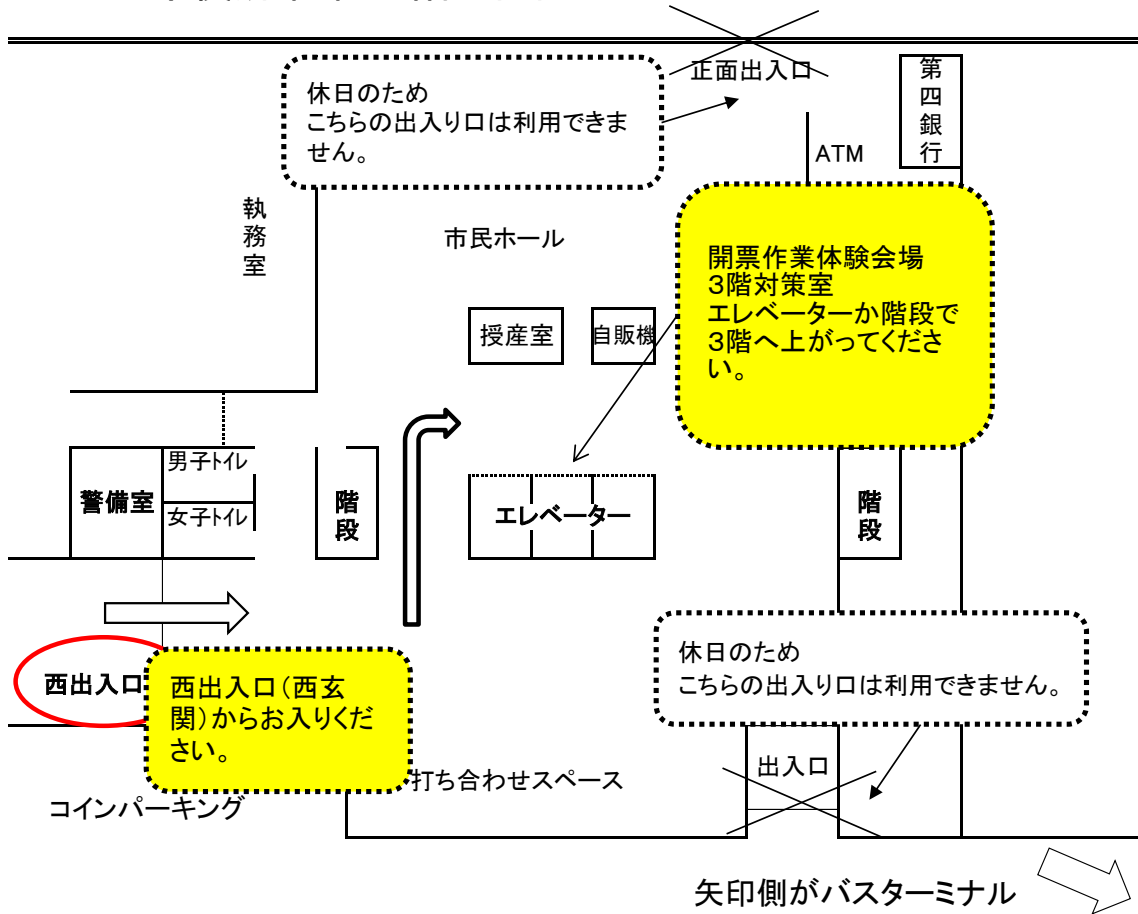 正面出入口
第四銀行
休日のため
こちらの出入り口は利用できま
せん。
ATM
執務室
市民ホール
開票作業体験会場
3階対策室
エレベーターか階段で
3階へ上がってくださ
い。
授産室
自販機
男子トイレ
警備室
女子トイレ
階段
エレベーター
階段
休日のため
こちらの出入り口は利用できません。
西出入口
西出入口(西玄
関)からお入りくだ
さい。
出入口
打ち合わせスペース
コインパーキング
矢印側がバスターミナル